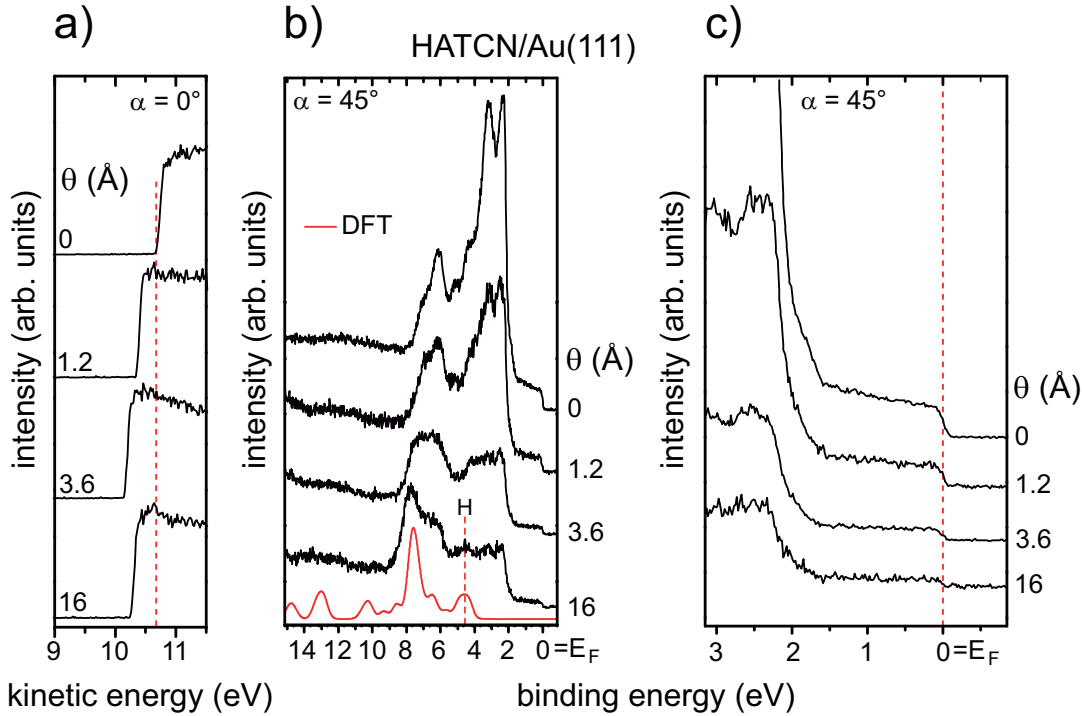 a)
b)
c)
HATCN/Au(111)
α = 0°
θ (Å)
0
1.2
3.6
16
intensity (arb. units)
9 10 11
kinetic energy (eV)
α = 45°
DFT
H
θ (Å)
0
1.2
3.6
16
intensity (arb. units)
14 12 10 8 6 4 2 0=EF
α = 45°
θ (Å)
0
1.2
3.6
16
intensity (arb. units)
3 2 1 0=EF
binding energy (eV)